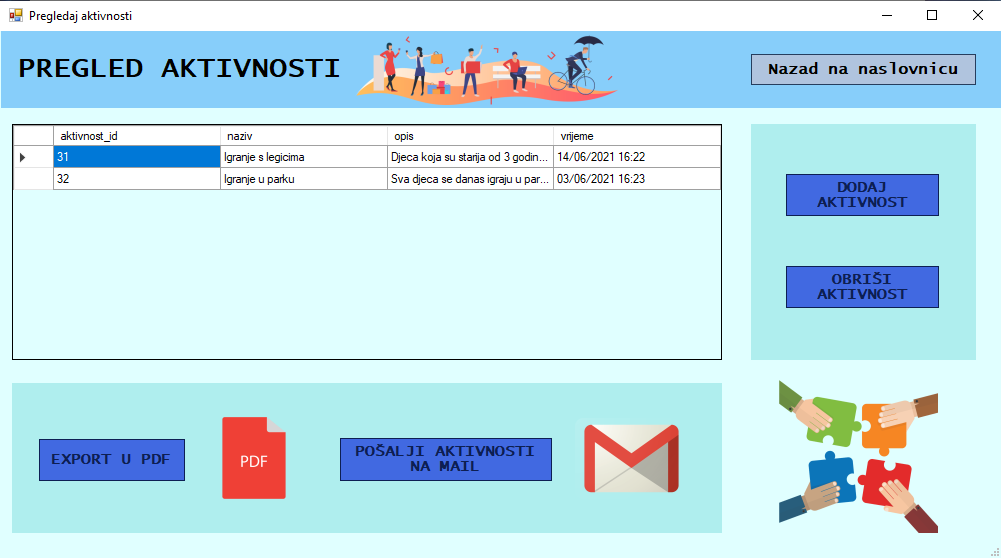 Pregledaj aktivnosti
PREGLED AKTIVNOSTI
Nazad na naslovnicu
aktivnost_id naziv opis vrijeme
31 Igranje s legicima Djeca koja su starija od 3 godin... 14/06/2021 16:22
32 Igranje u parku Sva djeca se danas igraju u par... 03/06/2021 16:23
DODAJ
AKTIVNOST
OBRIŠI
AKTIVNOST
EXPORT U PDF
PDF
POŠALJI AKTIVNOSTI
NA MAIL